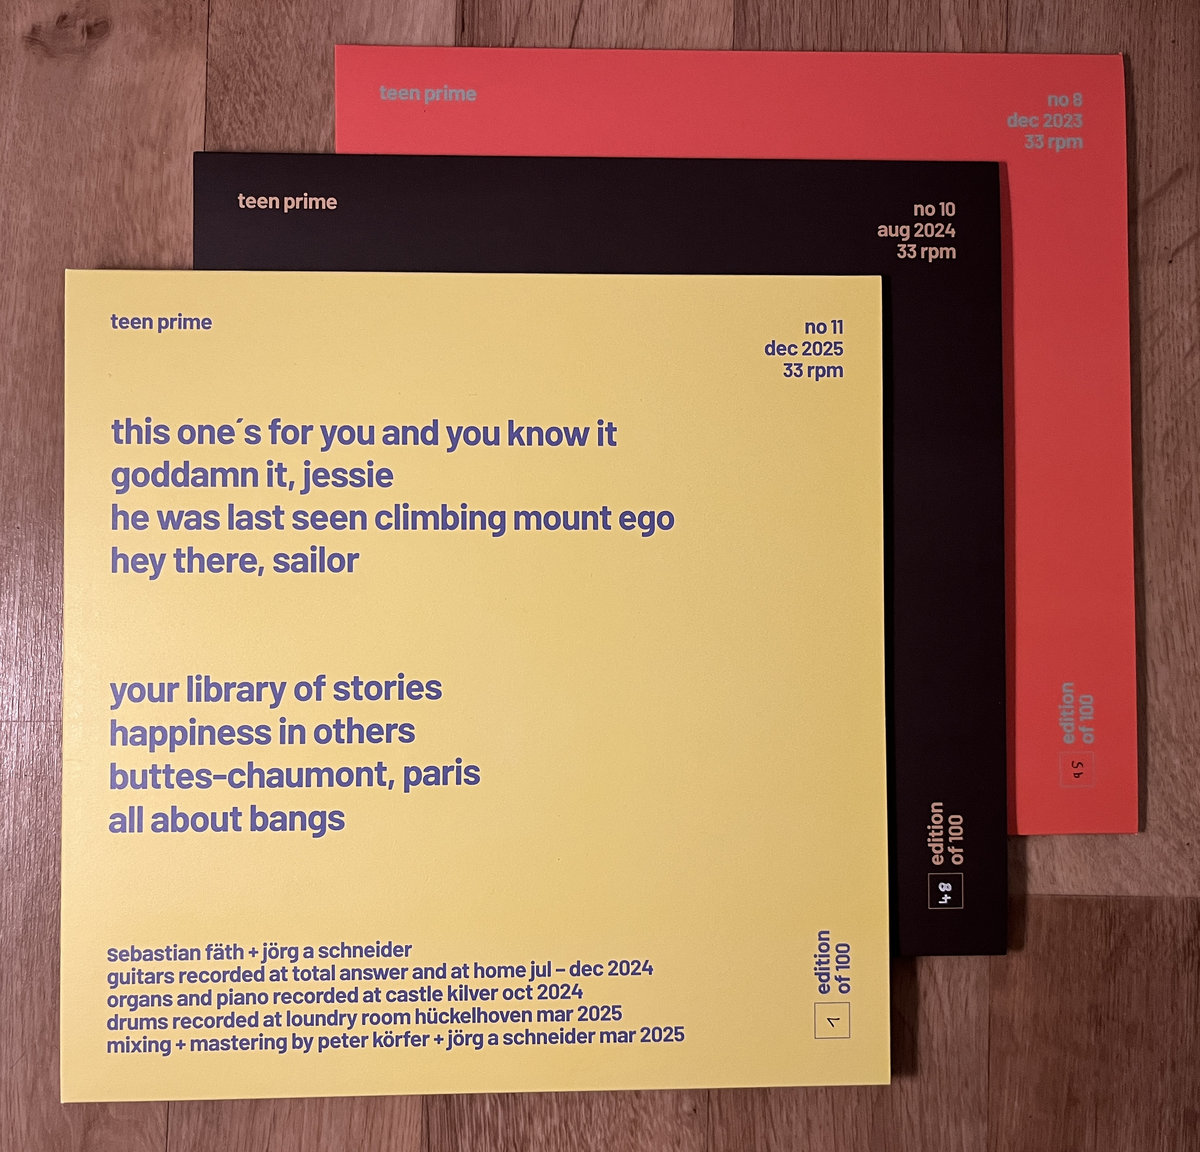 teen prime
no 8
dec 2023
33 rpm
edition
of 100
teen prime
no 10
aug 2024
33 rpm
edition
of 100
teen prime
no 11
dec 2025
33 rpm
this one´s for you and you know it
goddamn it, jessie
he was last seen climbing mount ego
hey there, sailor
your library of stories
happiness in others
buttes-chaumont, paris
all about bangs
sebastian fäth + jörg a schneider
guitars recorded at total answer and at home jul – dec 2024
organs and piano recorded at castle kilver oct 2024
drums recorded at loundry room hückelhoven mar 2025
mixing + mastering by peter körfer + jörg a schneider mar 2025
edition
of 100
1